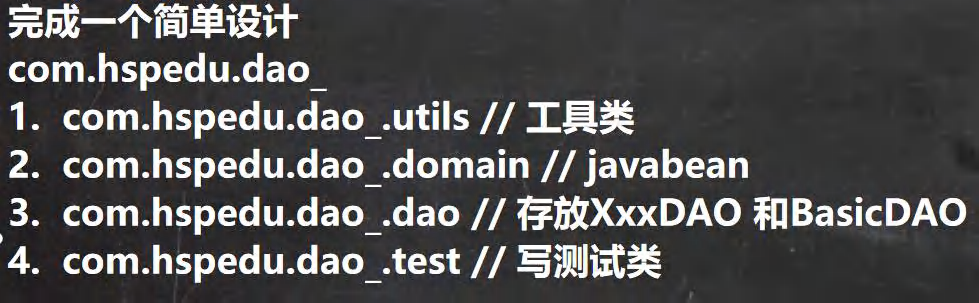 完成一个简单设计
com.hspedu.dao_
1. com.hspedu.dao_.utils // 工具类
2. com.hspedu.dao_.domain // javabean
3. com.hspedu.dao_.dao // 存放XxxDAO 和BasicDAO
4. com.hspedu.dao_.test // 写测试类